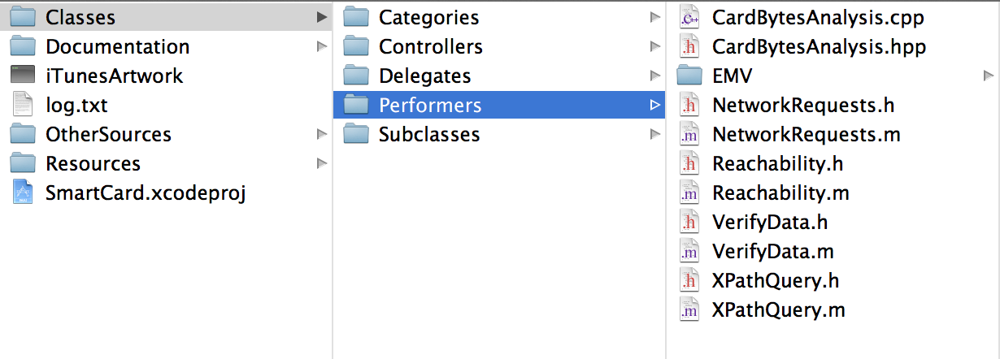 Classes
Documentation
iTunesArtwork
log.txt
OtherSources
Resources
SmartCard.xcodeproj
Categories
Controllers
Delegates
Performers
Subclasses
CardBytesAnalysis.cpp
CardBytesAnalysis.hpp
EMV
NetworkRequests.h
NetworkRequests.m
Reachability.h
Reachability.m
VerifyData.h
VerifyData.m
XPathQuery.h
XPathQuery.m